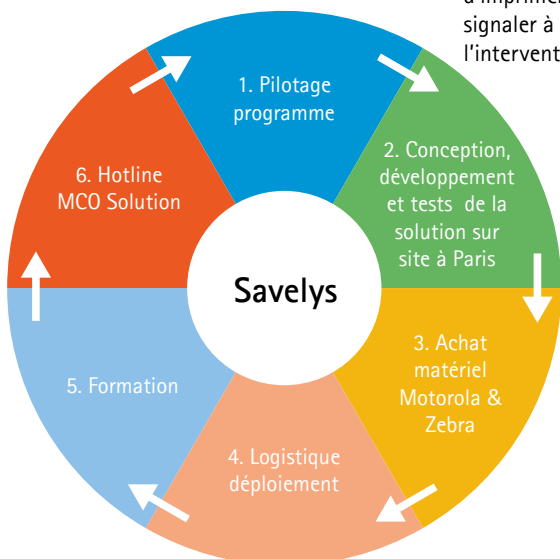 signaler à
l'intervent
1. Pilotage
programme
2. Conception,
développement
et tests de la
solution sur
site à Paris
3. Achat
matériel
Motorola &
Zebra
4. Logistique
déploiement
5. Formation
6. Hotline
MCO Solution
Savelys